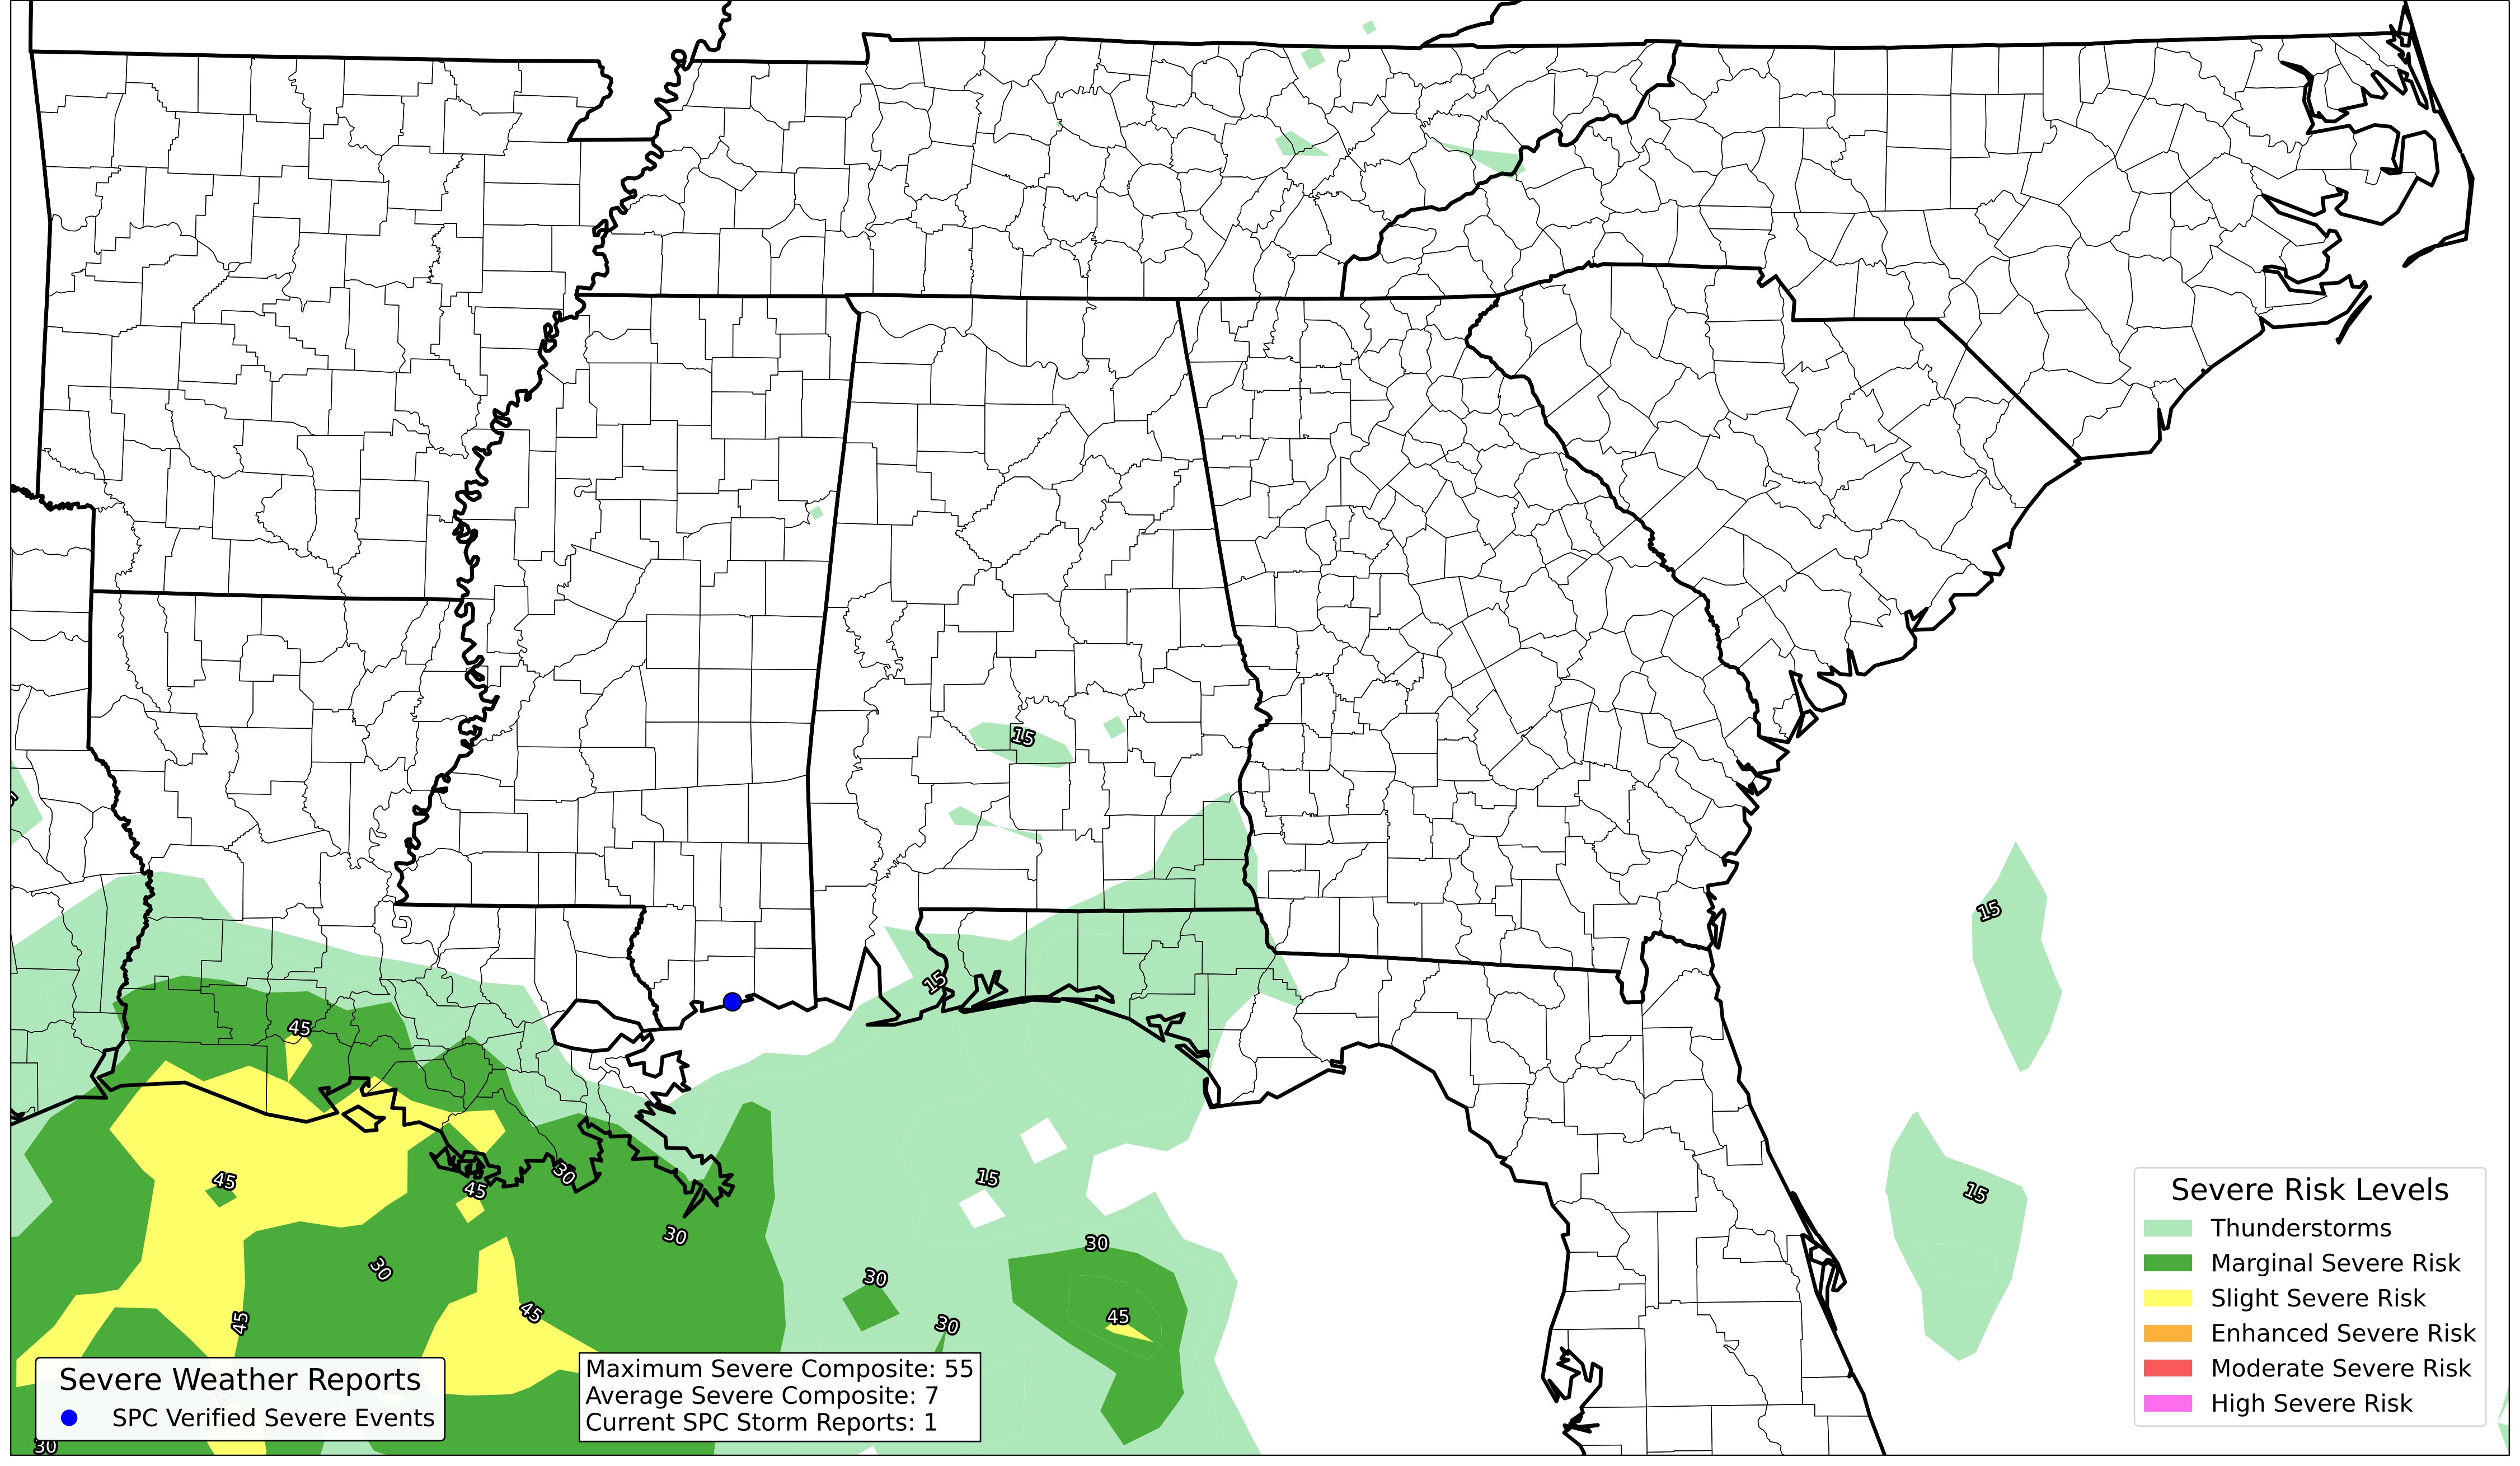 15
15
15
45
15
45
15
45
30
30
30
30
30
45
45
45
30
30
Severe Risk Levels
Thunderstorms
Marginal Severe Risk
Slight Severe Risk
Enhanced Severe Risk
Moderate Severe Risk
High Severe Risk
Severe Weather Reports
SPC Verified Severe Events
Maximum Severe Composite: 55
Average Severe Composite: 7
Current SPC Storm Reports: 1